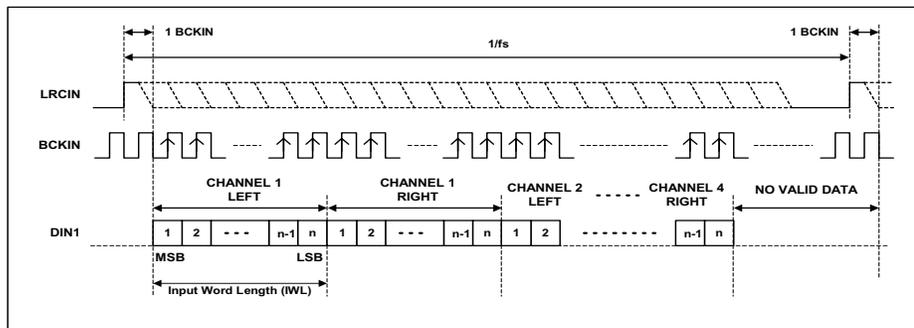 1 BCKIN
1 BCKIN
1/fs
LRCIN
BCKIN
CHANNEL 1
LEFT
CHANNEL 1
RIGHT
CHANNEL 2
LEFT
CHANNEL 4
RIGHT
NO VALID DATA
DIN1
1 2 n-1 n 1 2 n-1 n 1 2 n-1 n
MSB LSB
Input Word Length (IWL)